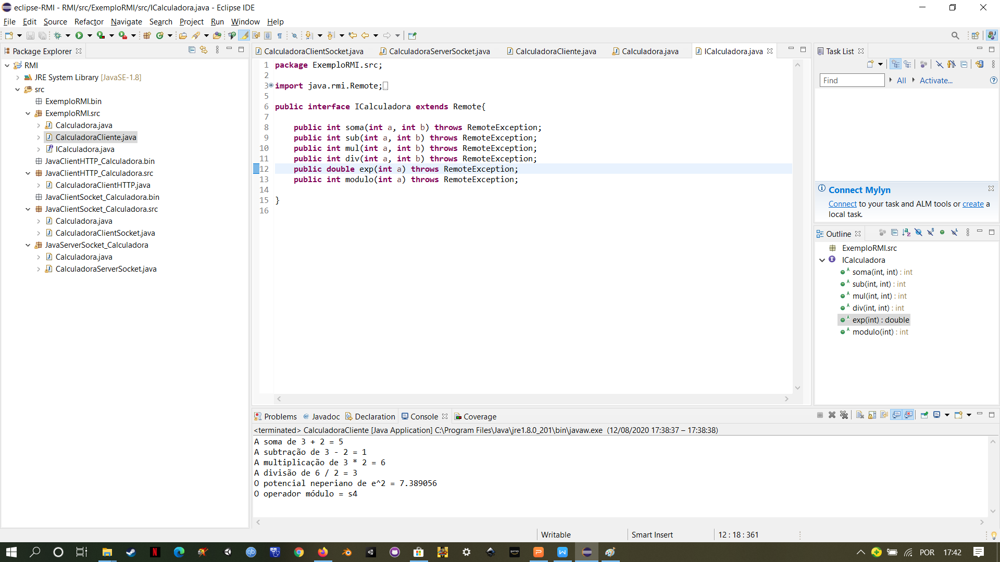 eclipse-RMI - RMI/src/ExemploRMI/src/ICalculadora.java - Eclipse IDE
File Edit Source Refactor Navigate Search Project Run Window Help
Package Explorer
RMI
JRE System Library [JavaSE-1.8]
src
ExemploRMI.bin
ExemploRMI.src
Calculadora.java
CalculadoraCliente.java
ICalculadora.java
JavaClientHTTP_Calculadora.bin
JavaClientHTTP_Calculadora.src
CalculadoraClientHTTP.java
JavaClientSocket_Calculadora.bin
JavaClientSocket_Calculadora.src
Calculadora.java
CalculadoraClientSocket.java
JavaServerSocket_Calculadora
Calculadora.java
CalculadoraServerSocket.java
CalculadoraClientSocket.java CalculadoraServerSocket.java CalculadoraCliente.java Calculadora.java ICalculadora.java
1 package ExemploRMI.src;
2
3 import java.rmi.Remote;
5
6 public interface ICalculadora extends Remote{
7
8 public int soma(int a, int b) throws RemoteException;
9 public int sub(int a, int b) throws RemoteException;
10 public int mul(int a, int b) throws RemoteException;
11 public int div(int a, int b) throws RemoteException;
12 public double exp(int a) throws RemoteException;
13 public int modulo(int a) throws RemoteException;
14
15 }
16
Task List
Find All Activate...
Connect Mylyn
Connect to your task and ALM tools or create a
local task.
Outline
ExemploRMI.src
ICalculadora
soma(int, int) : int
sub(int, int) : int
mul(int, int) : int
div(int, int) : int
exp(int) : double
modulo(int) : int
Problems Javadoc Declaration Console Coverage
<terminated> CalculadoraCliente [Java Application] C:\Program Files\Java\jre1.8.0_201\bin\javaw.exe (12/08/2020 17:38:37 – 17:38:38)
A soma de 3 + 2 = 5
A subtração de 3 - 2 = 1
A multiplicação de 3 * 2 = 6
A divisão de 6 / 2 = 3
O potencial neperiano de e^2 = 7.389056
O operador módulo = s4
Writable Smart Insert 12 : 18 : 361
POR 17:42